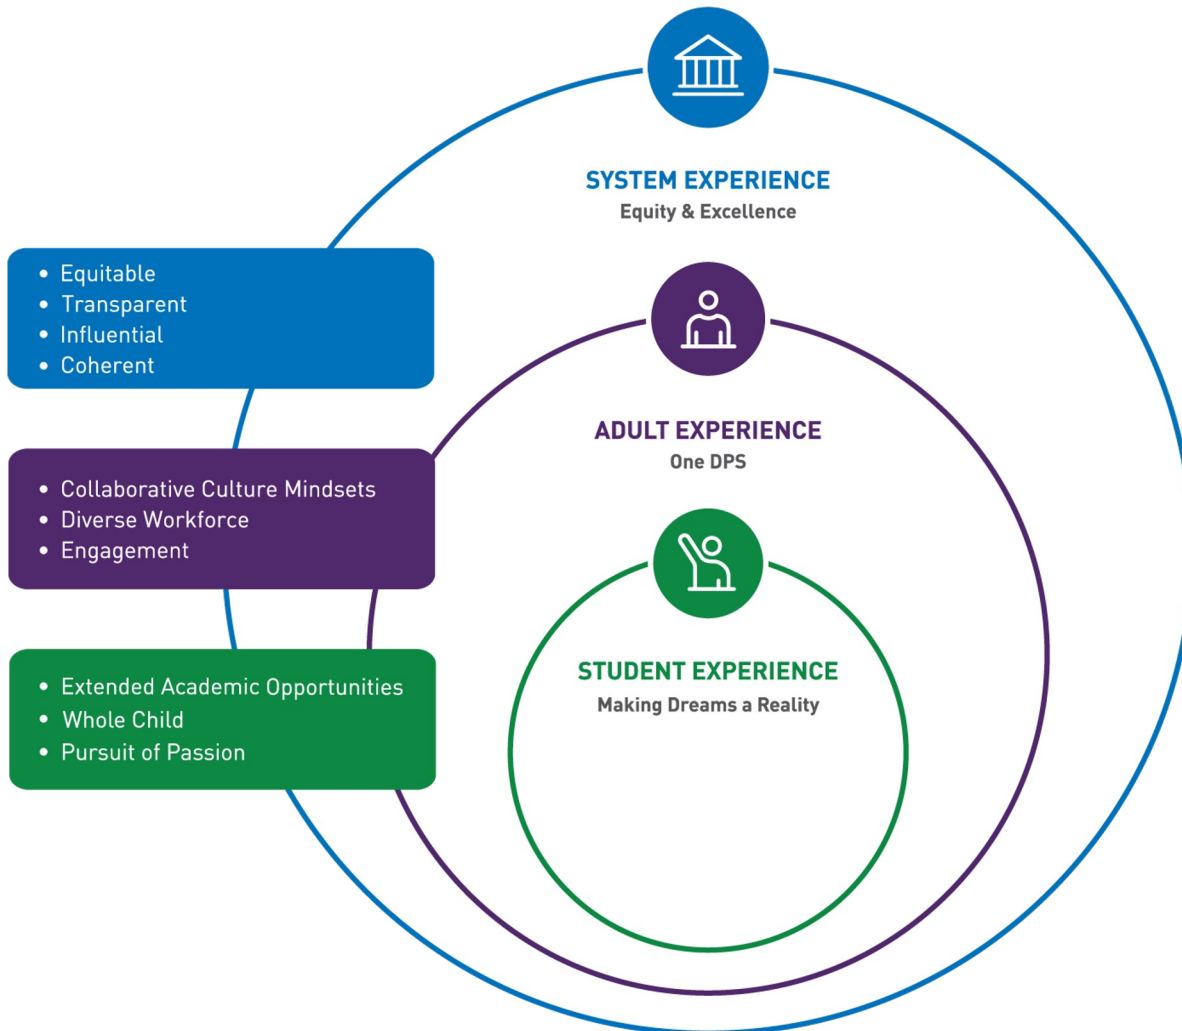 SYSTEM EXPERIENCE
Equity & Excellence
• Equitable
• Transparent
• Influential
• Coherent
ADULT EXPERIENCE
One DPS
• Collaborative Culture Mindsets
• Diverse Workforce
• Engagement
STUDENT EXPERIENCE
Making Dreams a Reality
• Extended Academic Opportunities
• Whole Child
• Pursuit of Passion